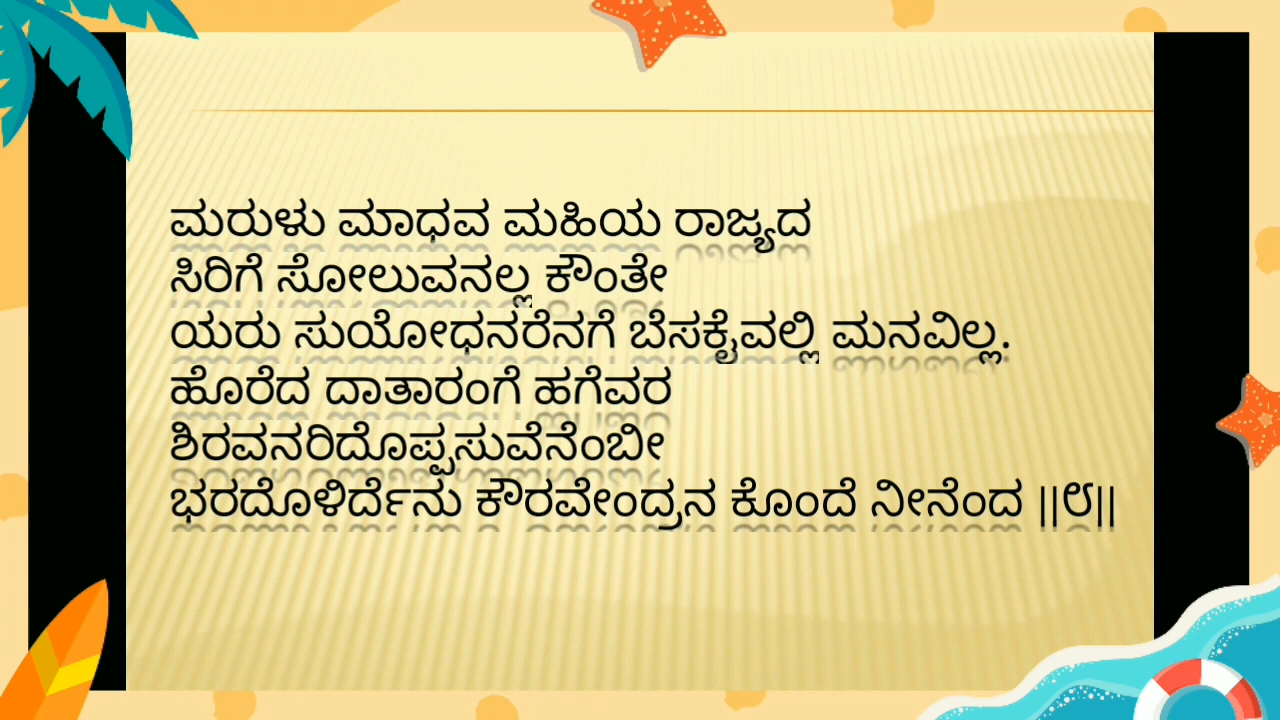 ಮರುಳು ಮಾಧವ ಮಹಿಯ ರಾಜ್ಯದ
ಸಿರಿಗೆ ಸೋಲುವನಲ್ಲ ಕೌಂತೇ
ಯರು ಸುಯೋಧನರೆನಗೆ ಬೆಸಕೈವಲ್ಲಿ ಮನವಿಲ್ಲ.
ಹೊರೆದ ದಾತಾರಂಗೆ ಹಗೆವರ
ಶಿರವನರಿದೊಪ್ಪಸುವೆನೆಂಬೀ
ಭರದೊಳಿರ್ದೆನು ಕೌರವೇಂದ್ರನ ಕೊಂದೆ ನೀನೆಂದ ||೮||